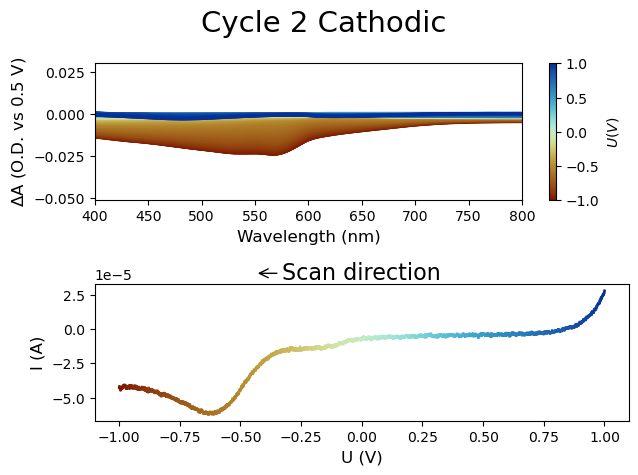 Cycle 2 Cathodic
ΔA (O.D. vs 0.5 V)
0.025
0.000
−0.025
−0.050
400 450 500 550 600 650 700 750 800
Wavelength (nm)
1.0
0.5
0.0
−0.5
−1.0
U(V)
Scan direction
1e−5
I (A)
2.5
0.0
−2.5
−5.0
−1.00 −0.75 −0.50 −0.25 0.00 0.25 0.50 0.75 1.00
U (V)